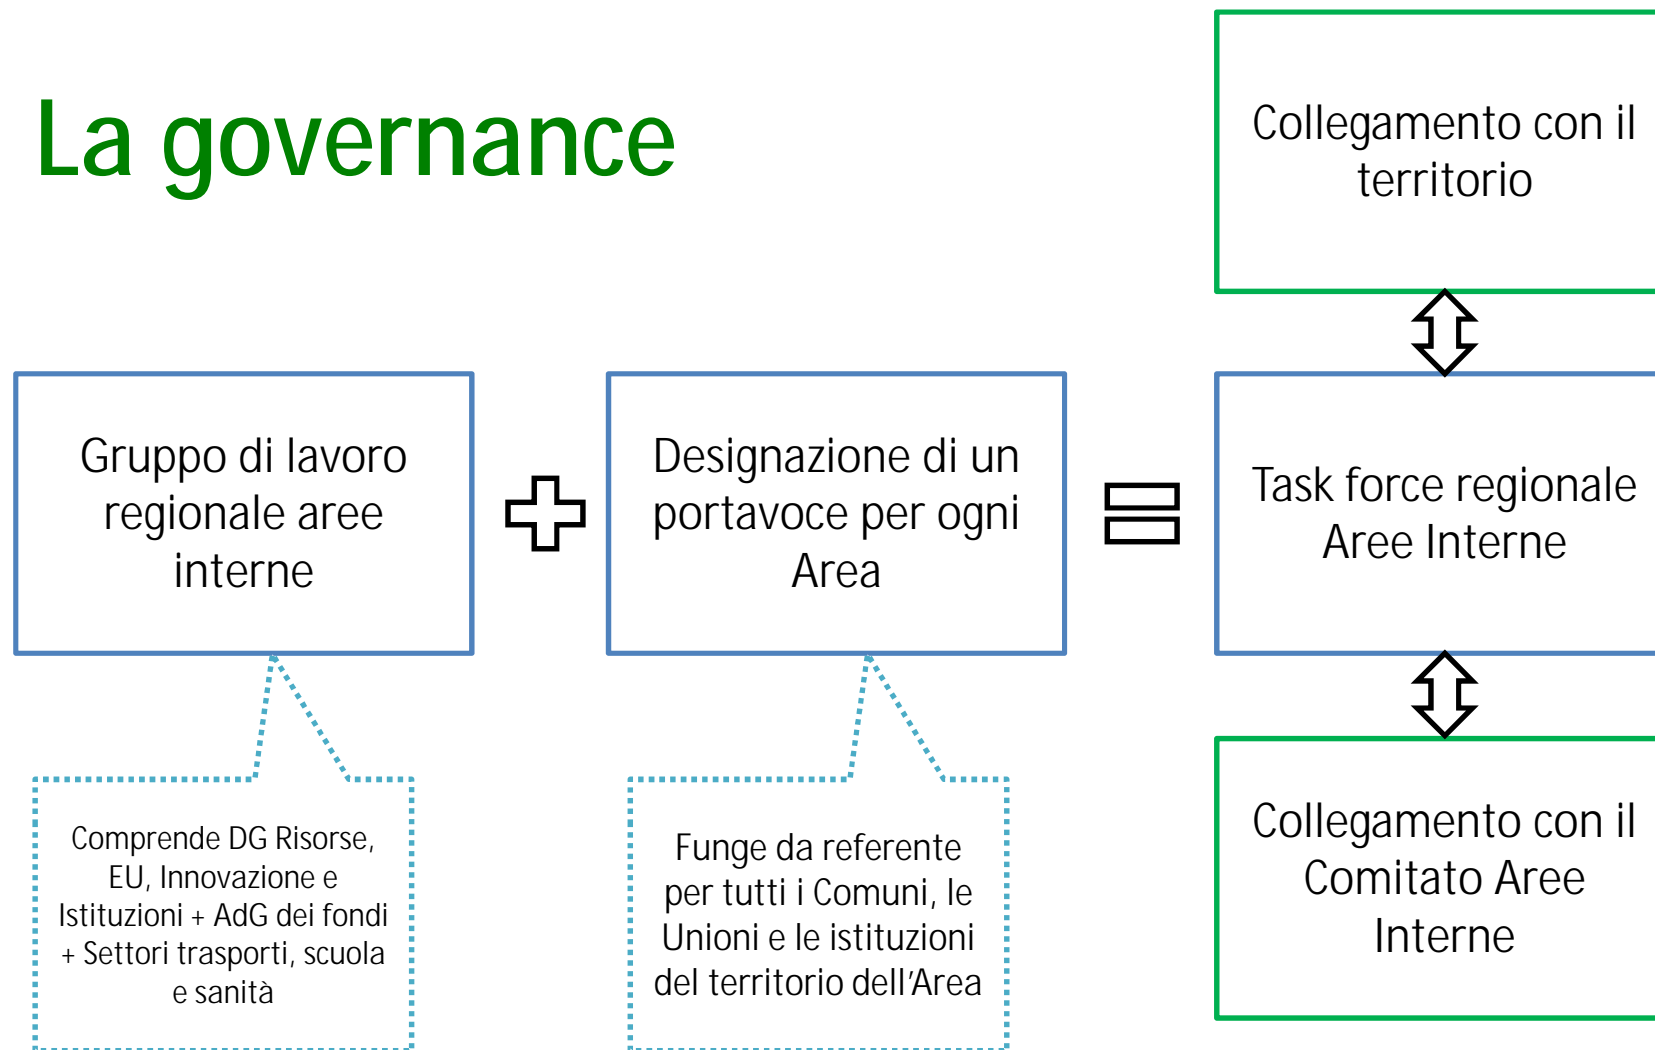 La governance
Collegamento con il
territorio
Gruppo di lavoro
regionale aree
interne
Designazione di un
portavoce per ogni
Area
Task force regionale
Aree Interne
Comprende DG Risorse,
EU, Innovazione e
Istituzioni + AdG dei fondi
+ Settori trasporti, scuola
e sanità
Funge da referente
per tutti i Comuni, le
Unioni e le istituzioni
del territorio dell’Area
Collegamento con il
Comitato Aree
Interne